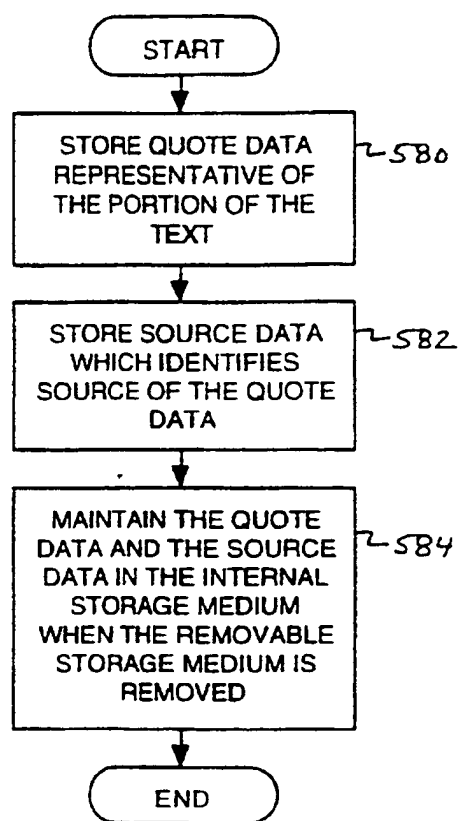 START
STORE QUOTE DATA
REPRESENTATIVE OF
THE PORTION OF THE
TEXT
580
STORE SOURCE DATA
WHICH IDENTIFIES
SOURCE OF THE QUOTE
DATA
582
MAINTAIN THE QUOTE
DATA AND THE SOURCE
DATA IN THE INTERNAL
STORAGE MEDIUM
WHEN THE REMOVABLE
STORAGE MEDIUM IS
REMOVED
584
END